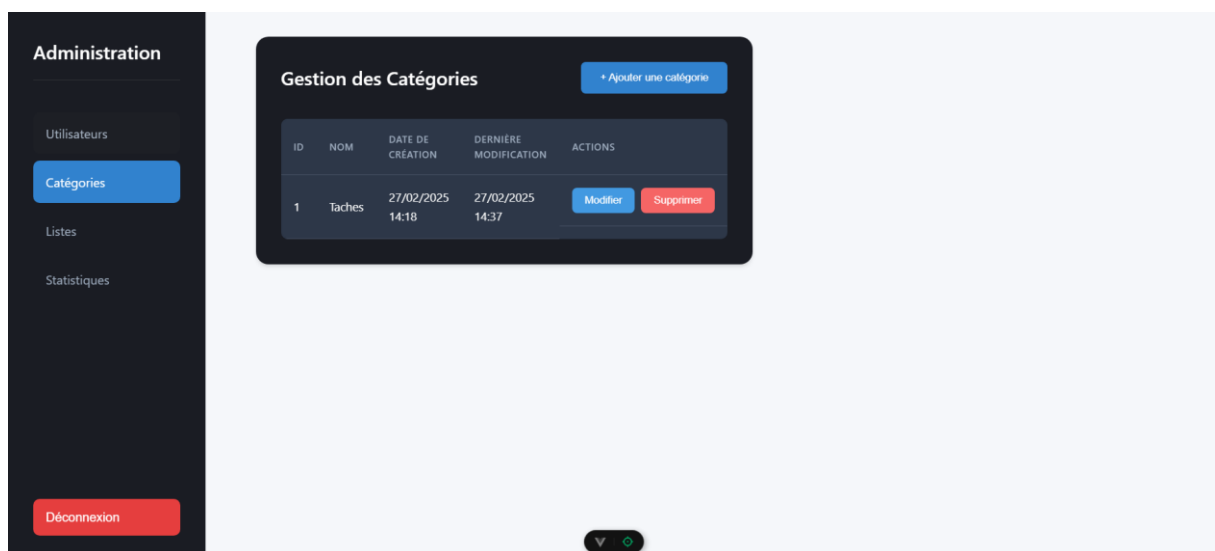 Administration
Utilisateurs
Catégories
Listes
Statistiques
Déconnexion
Gestion des Catégories
+ Ajouter une catégorie
ID NOM DATE DE CRÉATION DERNIÈRE MODIFICATION ACTIONS
1 Taches 27/02/2025 14:18 27/02/2025 14:37 Modifier Supprimer